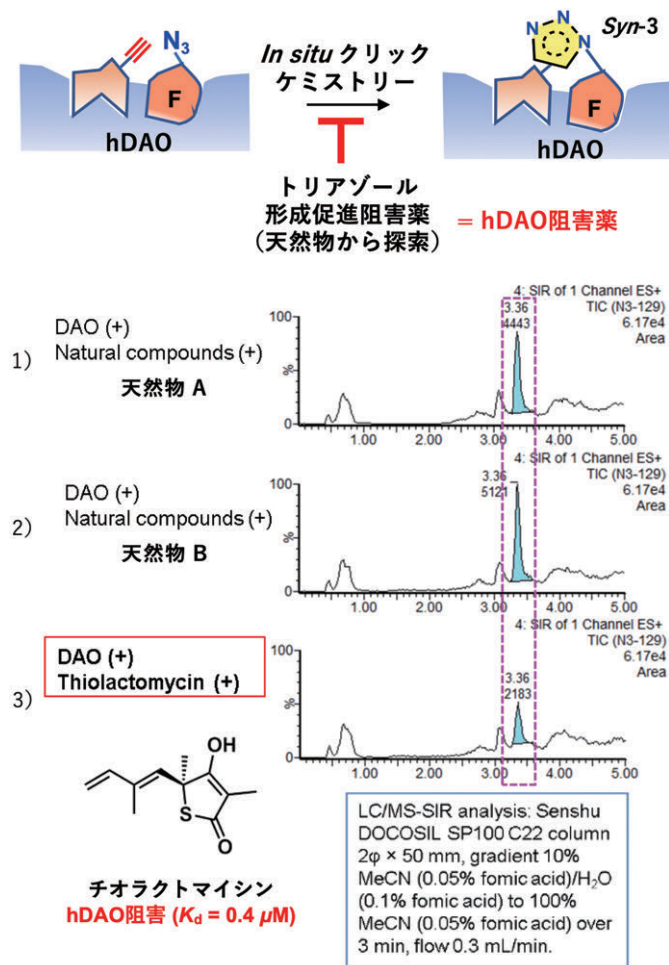 N₃
F
hDAO
In situ クリック
ケミストリー
N
N
N
Syn-3
F
hDAO
トリアゾール
形成促進阻害薬
(天然物から探索)
= hDAO阻害薬
1)
DAO (+)
Natural compounds (+)
天然物 A
4: SIR of 1 Channel ES+
TIC (N3-129)
6.17e4
Area
3.36
4443
100
%
0
1.00 2.00 3.00 4.00 5.00
2)
DAO (+)
Natural compounds (+)
天然物 B
4: SIR of 1 Channel ES+
TIC (N3-129)
6.17e4
Area
3.36
5121
100
%
0
1.00 2.00 3.00 4.00 5.00
3)
DAO (+)
Thiolactomycin (+)
4: SIR of 1 Channel ES+
TIC (N3-129)
6.17e4
Area
3.36
2183
100
%
0
1.00 2.00 3.00 4.00 5.00
OH
S
O
チオラクトマイシン
hDAO阻害 (Kd = 0.4 μM)
LC/MS-SIR analysis: Senshu
DOCOSIL SP100 C22 column
2φ × 50 mm, gradient 10%
MeCN (0.05% fomic acid)/H₂O
(0.1% fomic acid) to 100%
MeCN (0.05% fomic acid) over
3 min, flow 0.3 mL/min.